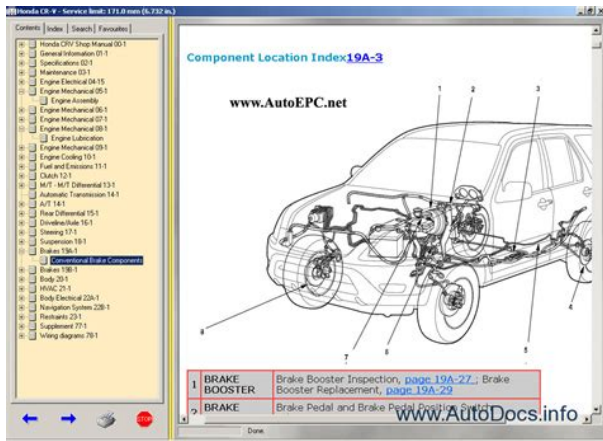 Honda CR-V - Service limit: 171.0 mm (6.732 in.)
Contents Index Search Favourites
Honda CRV Shop Manual 00-1
General Information 01-1
Specifications 02-1
Maintenance 03-1
Engine Electrical 04-15
Engine Mechanical 05-1
Engine Assembly
Engine Mechanical 06-1
Engine Mechanical 07-1
Engine Mechanical 08-1
Engine Lubrication
Engine Mechanical 09-1
Engine Cooling 10-1
Fuel and Emissions 11-1
Clutch 12-1
M/T - M/T Differential 13-1
Automatic Transmission 14-1
A/T 14-1
Rear Differential 15-1
Driveline/Axle 16-1
Steering 17-1
Suspension 18-1
Brakes 19A-1
Conventional Brake Components
Brakes 19B-1
Body 20-1
HVAC 21-1
Body Electrical 22A-1
Navigation System 22B-1
Restraints 23-1
Supplement 77-1
Wiring diagrams 78-1
STOP
Component Location Index19A-3
www.AutoEPC.net
1 2 3
4
5
6
7
8
1 BRAKE BOOSTER Brake Booster Inspection, page 19A-27 ; Brake
Booster Replacement, page 19A-29
2 BRAKE Brake Pedal and Brake Pedal Position Switch
www.AutoDocs.info
Done